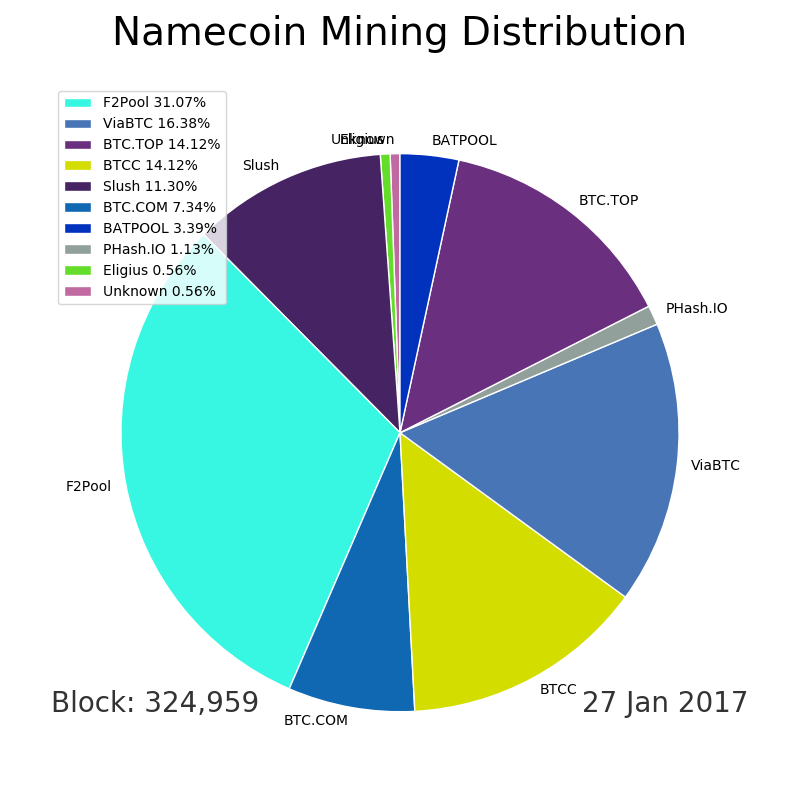 Namecoin Mining Distribution
F2Pool 31.07%
ViaBTC 16.38%
BTC.TOP 14.12%
BTCC 14.12%
Slush 11.30%
BTC.COM 7.34%
BATPOOL 3.39%
PHash.IO 1.13%
Eligius 0.56%
Unknown 0.56%
Unknown
Eligius
BATPOOL
Slush
BTC.TOP
PHash.IO
ViaBTC
F2Pool
BTCC
BTC.COM
Block: 324,959
27 Jan 2017